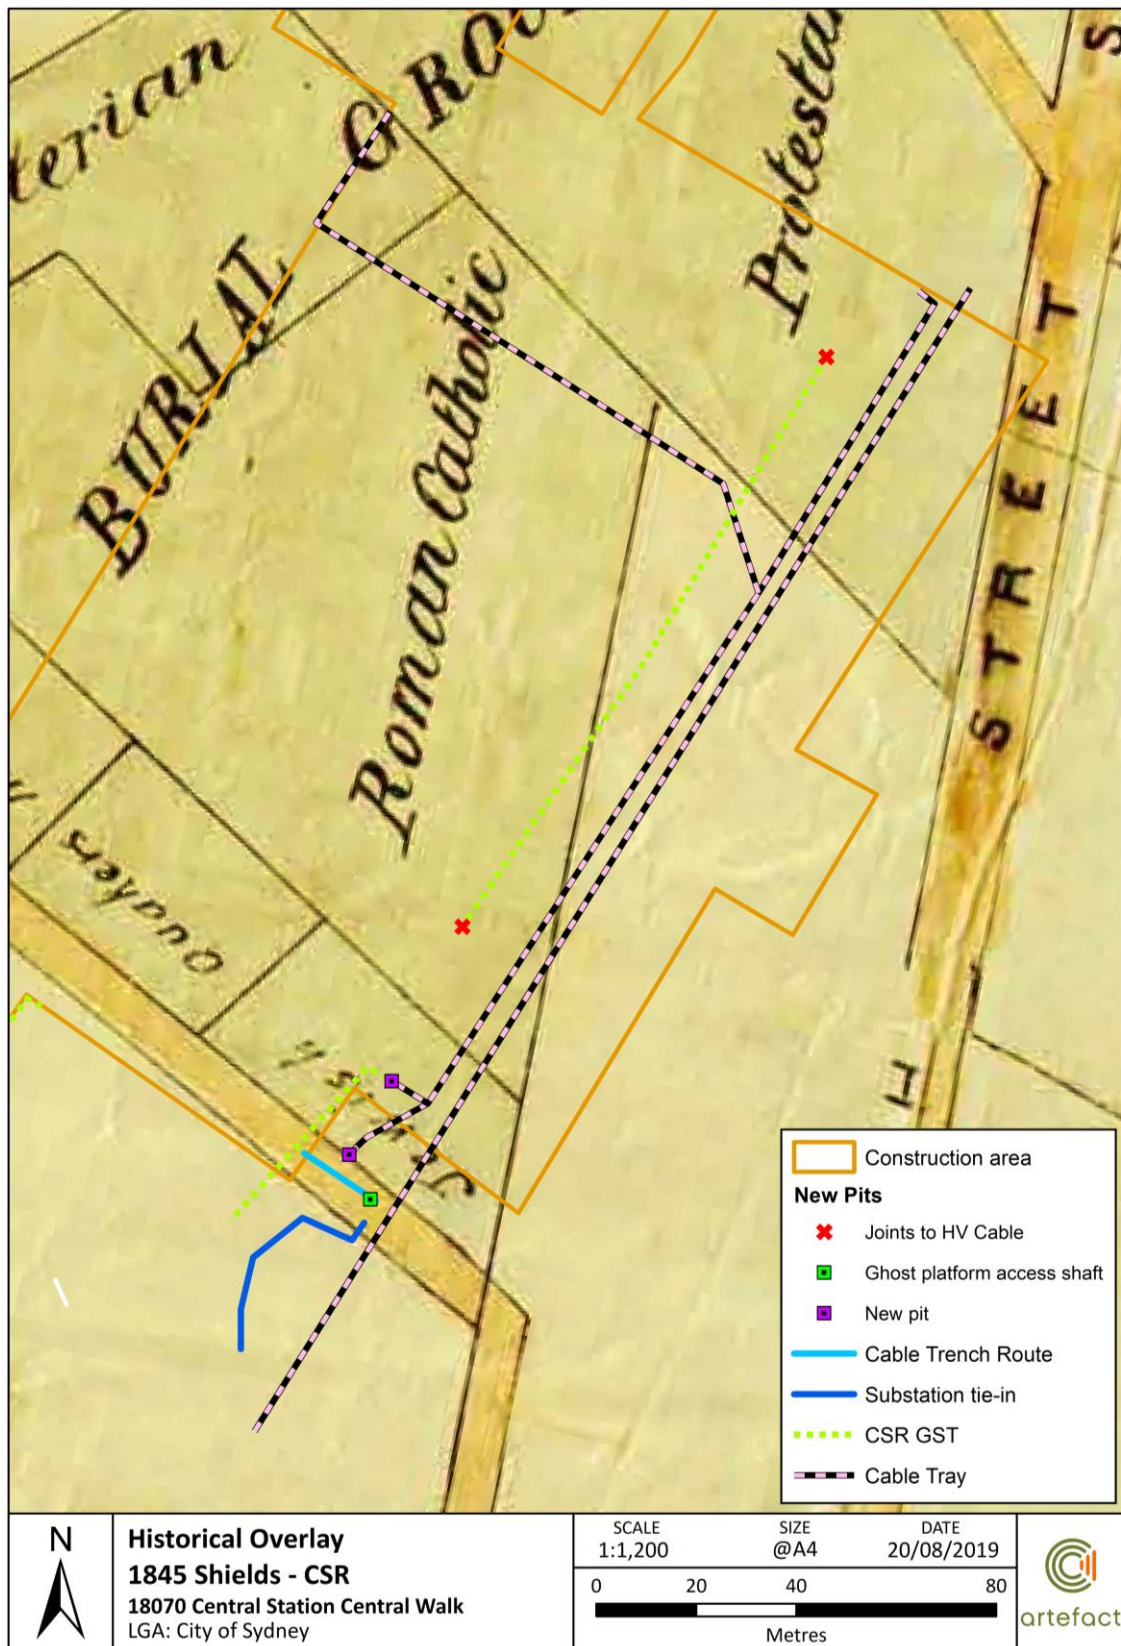 terian
BURIAL GROU
Protestan
Roman Catholic
Quakers
Jewish
STREET
S
H
Construction area
New Pits
Joints to HV Cable
Ghost platform access shaft
New pit
Cable Trench Route
Substation tie-in
CSR GST
Cable Tray
N
Historical Overlay
1845 Shields - CSR
18070 Central Station Central Walk
LGA: City of Sydney
SCALE
1:1,200
SIZE
@A4
DATE
20/08/2019
0 20 40 80
Metres
artefact